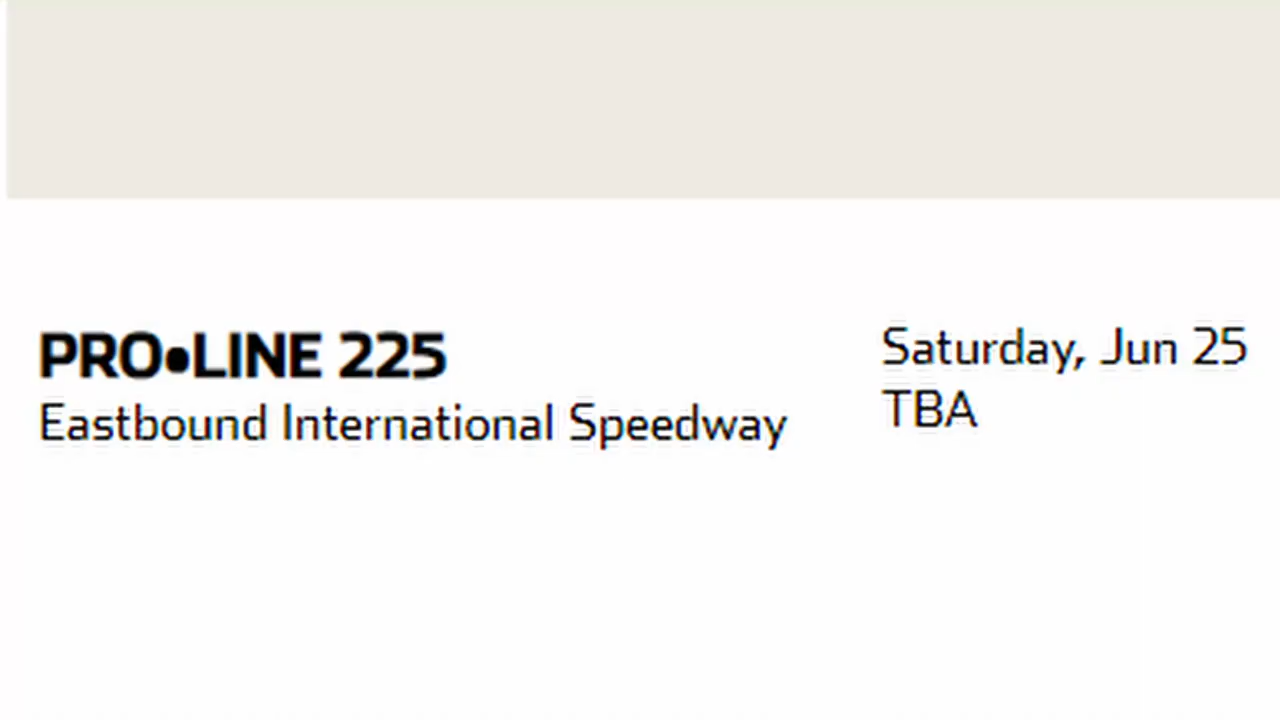 PRO•LINE 225
Eastbound International Speedway
Saturday, Jun 25
TBA